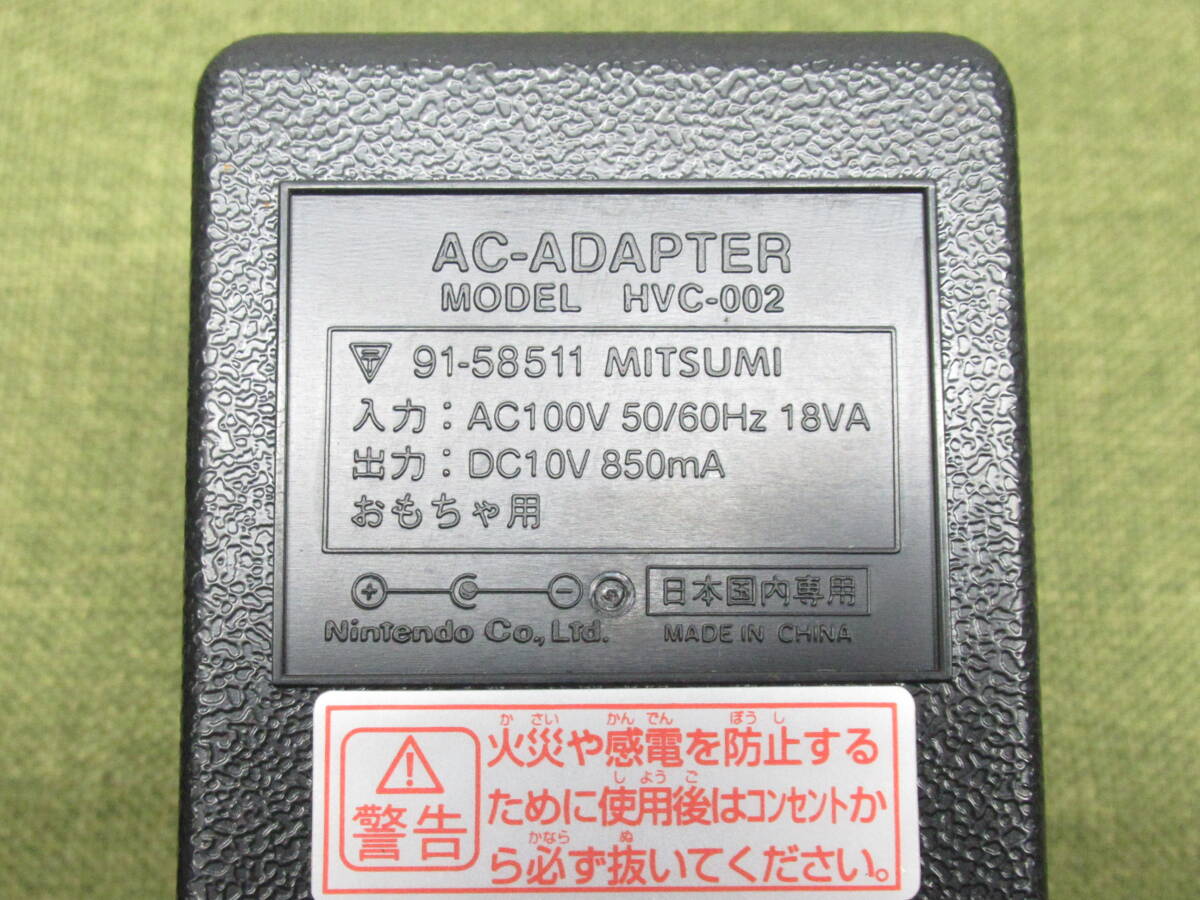 AC-ADAPTER
MODEL HVC-002
〒 91-58511 MITSUMI
入力：AC100V 50/60Hz 18VA
出力：DC10V 850mA
おもちゃ用
日本国内専用
Nintendo Co., Ltd. MADE IN CHINA
かさい かんでん ぼうし
火災や感電を防止する
しようご
ために使用後はコンセントか
かなら ぬ
ら必ず抜いてください。
警告